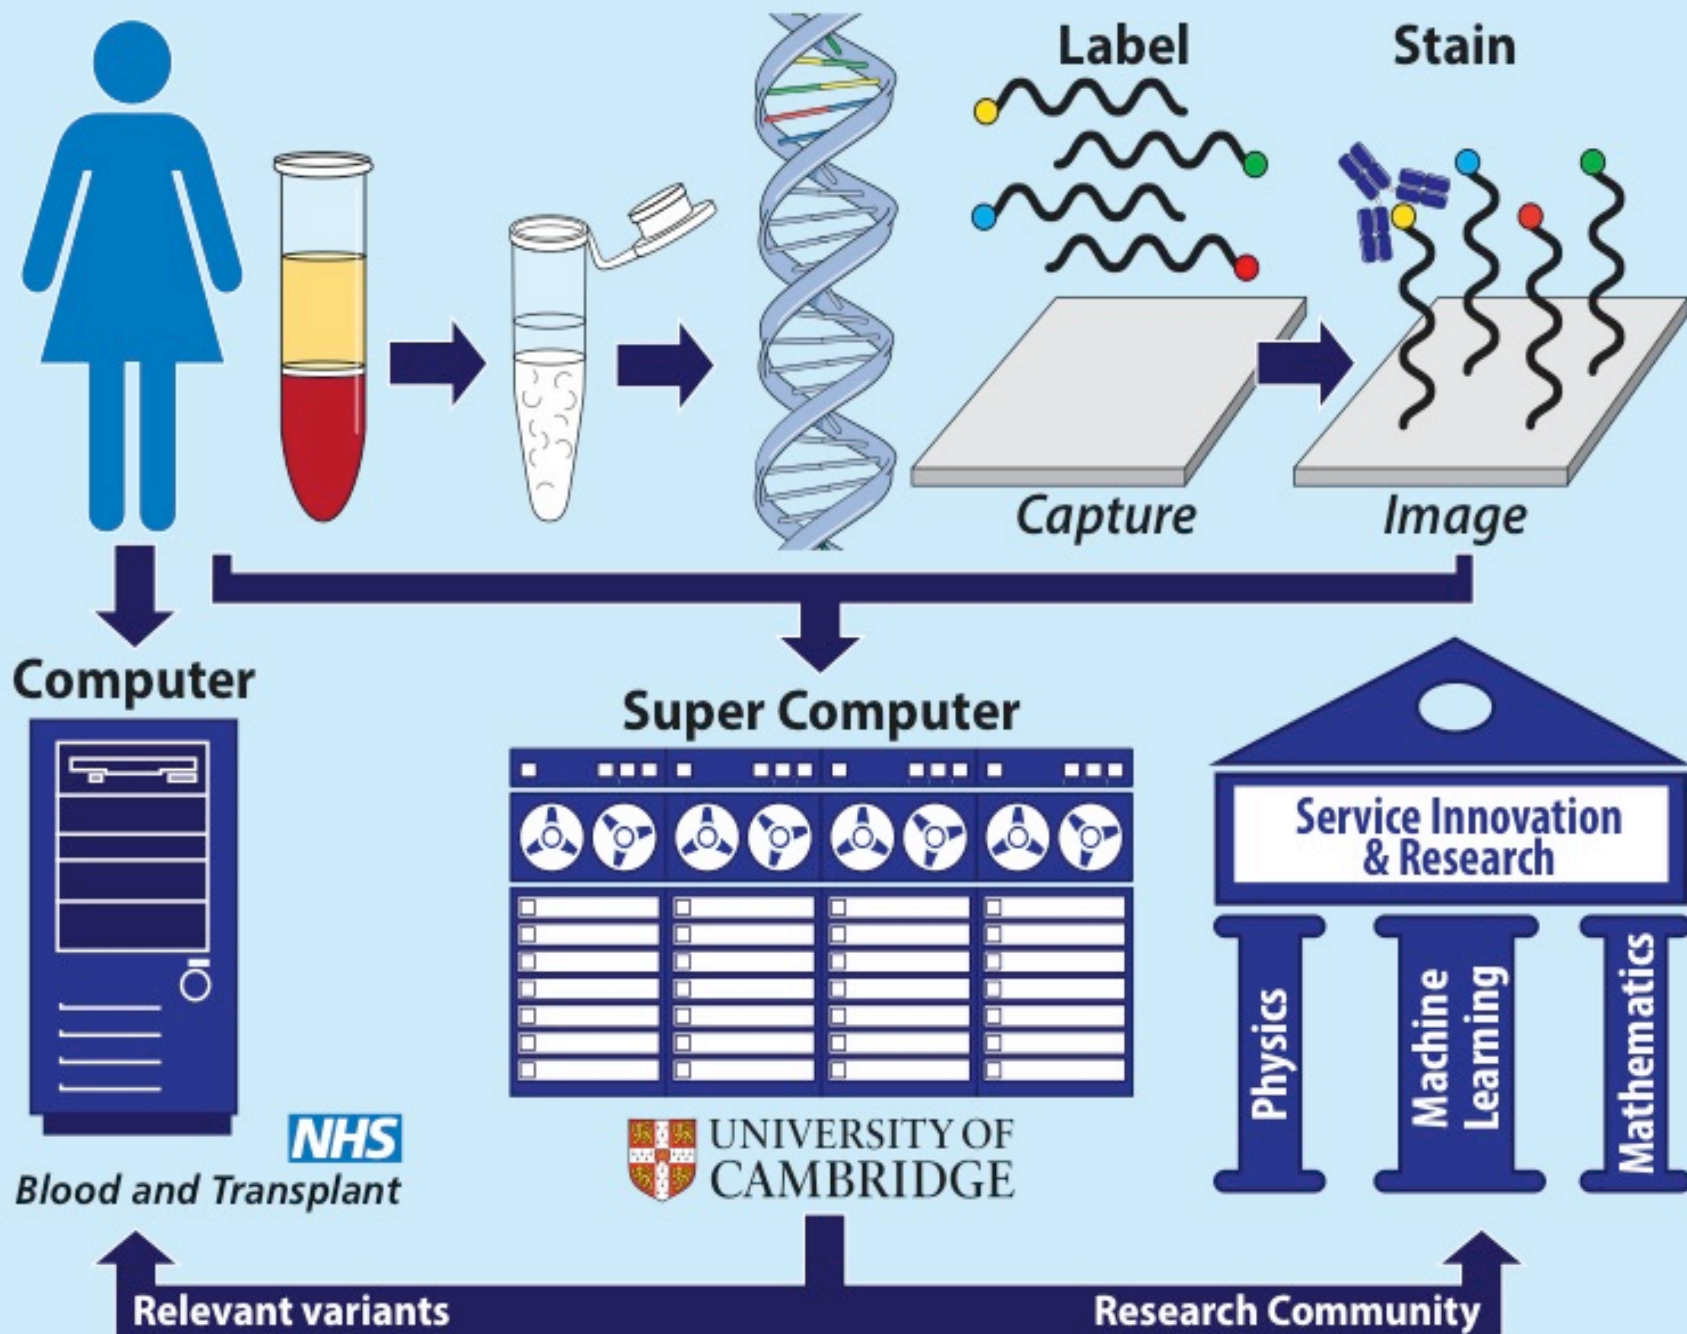 Label
Stain
Capture
Image
Computer
Super Computer
Service Innovation
& Research
Physics
Machine
Learning
Mathematics
NHS
Blood and Transplant
UNIVERSITY OF
CAMBRIDGE
Relevant variants
Research Community